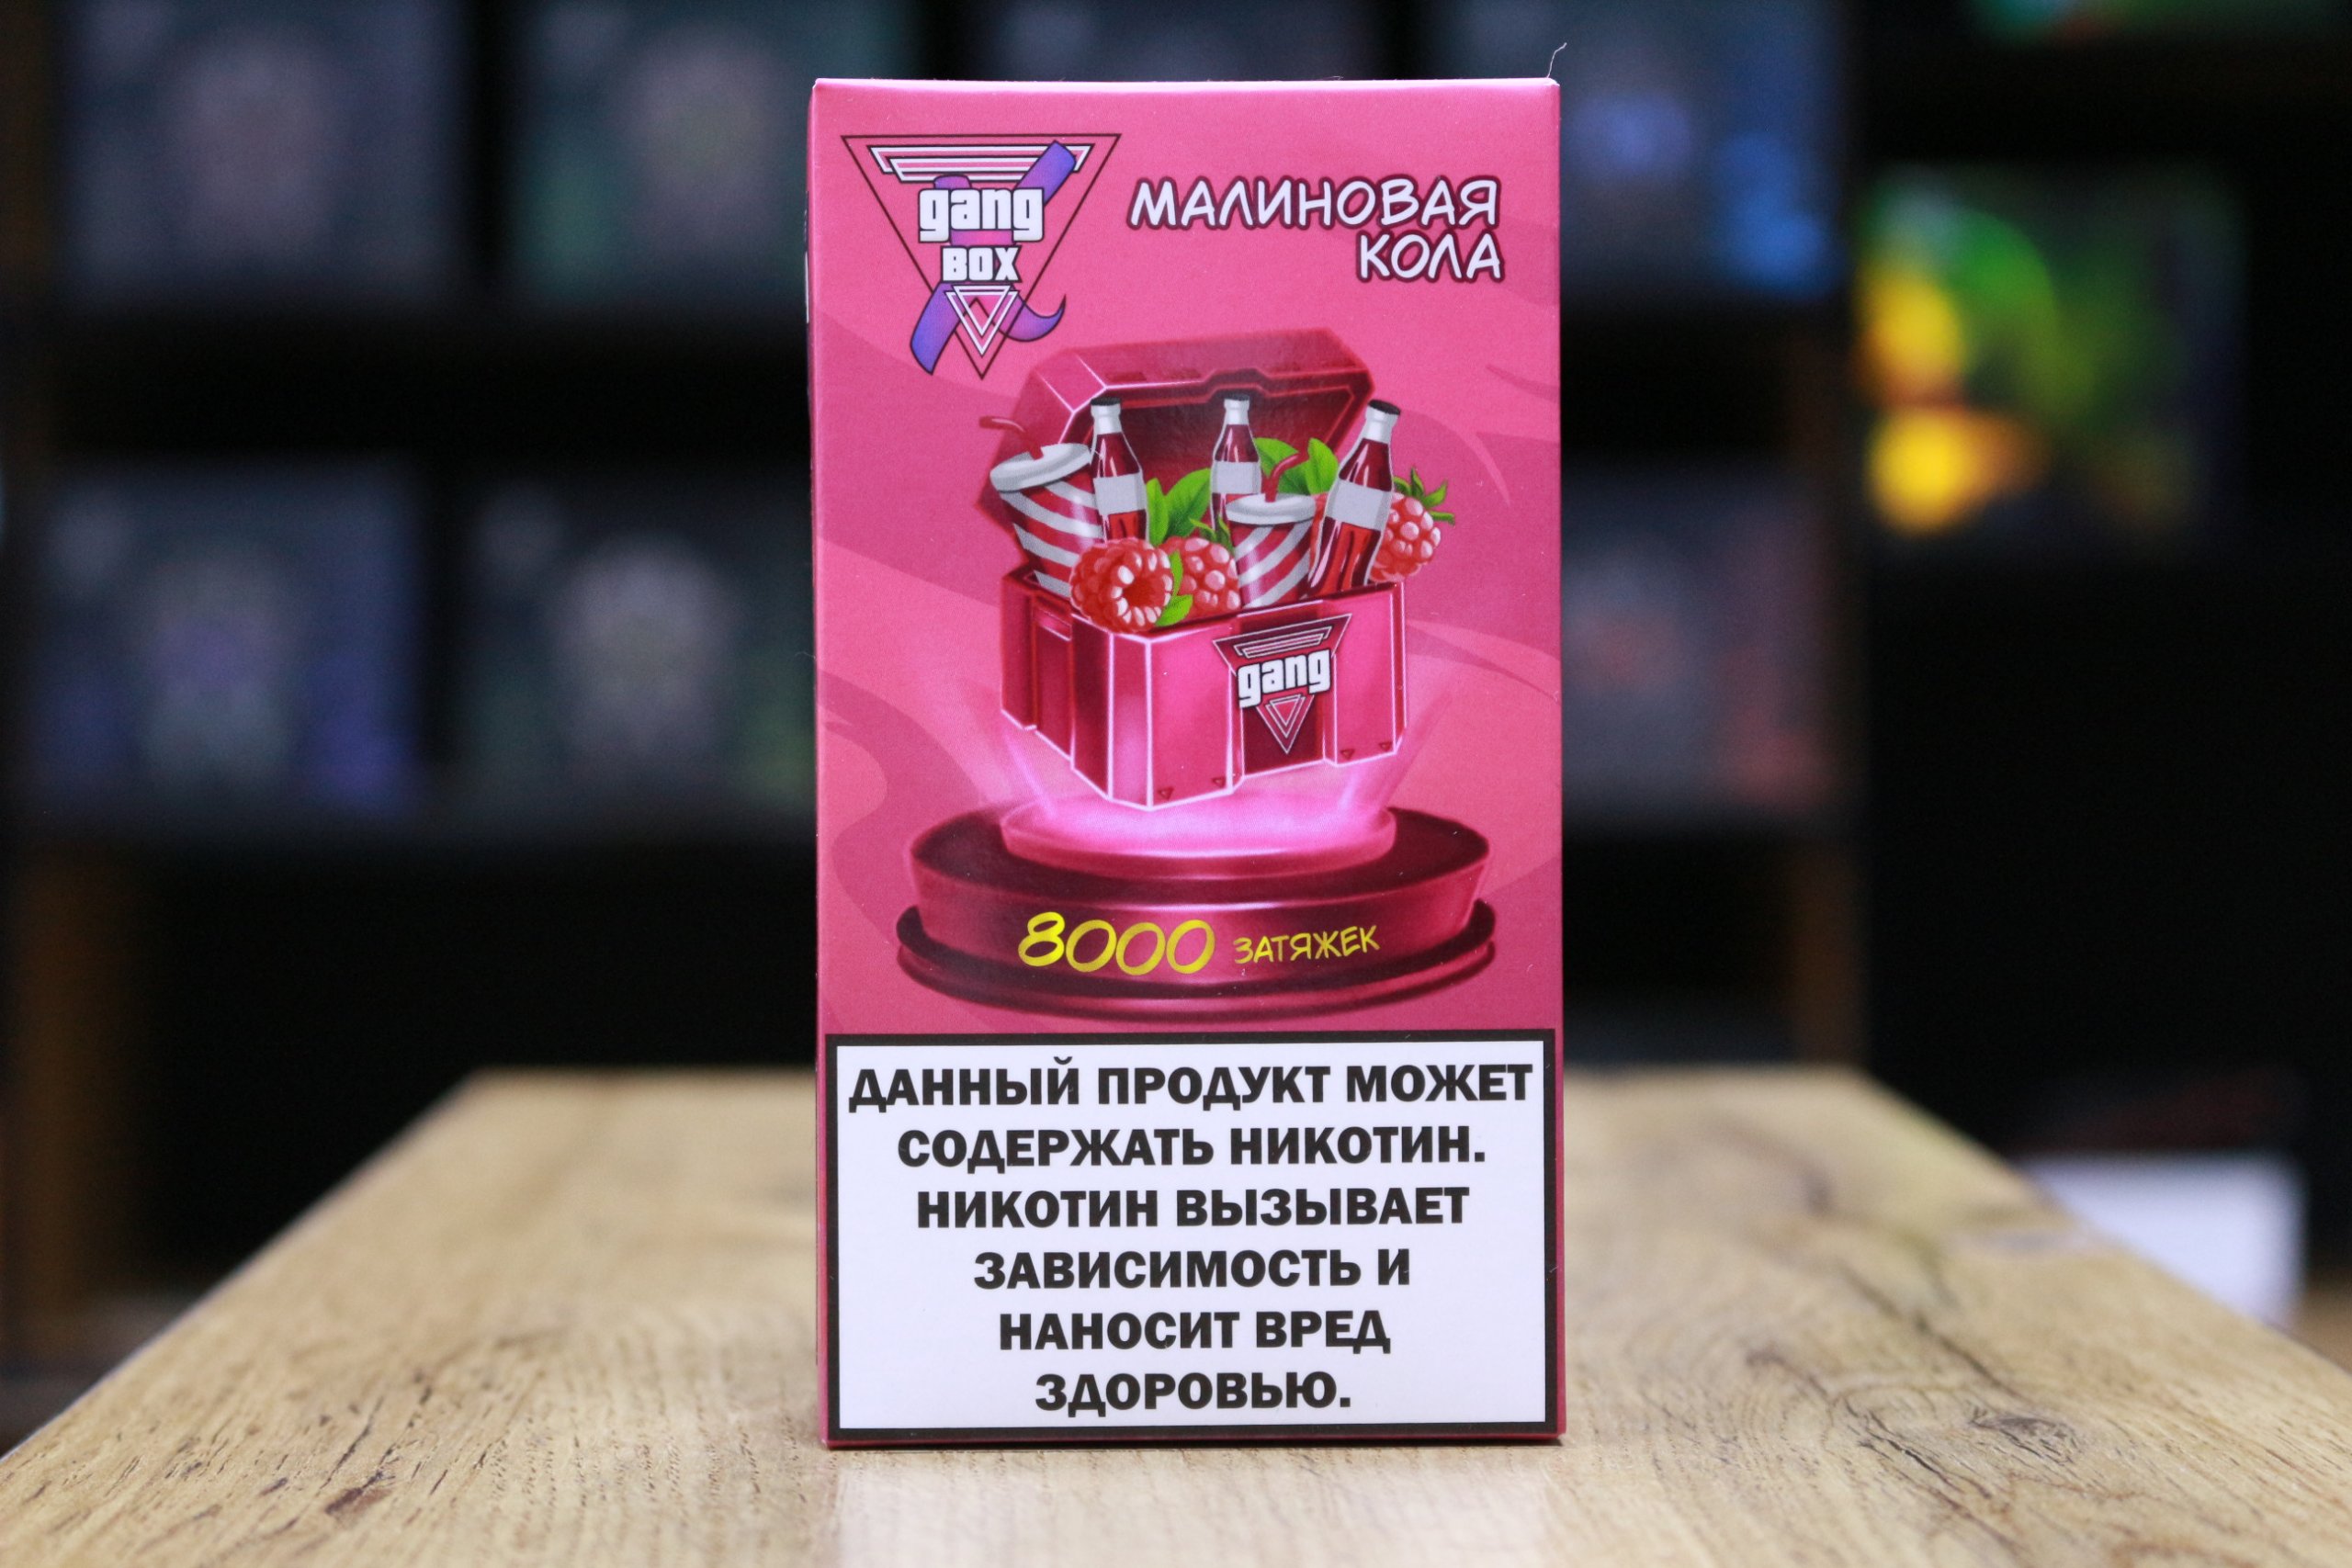 gang
BOX
МАЛИНОВАЯ
КОЛА
gang
8000 ЗАТЯЖЕК
ДАННЫЙ ПРОДУКТ МОЖЕТ
СОДЕРЖАТЬ НИКОТИН.
НИКОТИН ВЫЗЫВАЕТ
ЗАВИСИМОСТЬ И
НАНОСИТ ВРЕД
ЗДОРОВЬЮ.